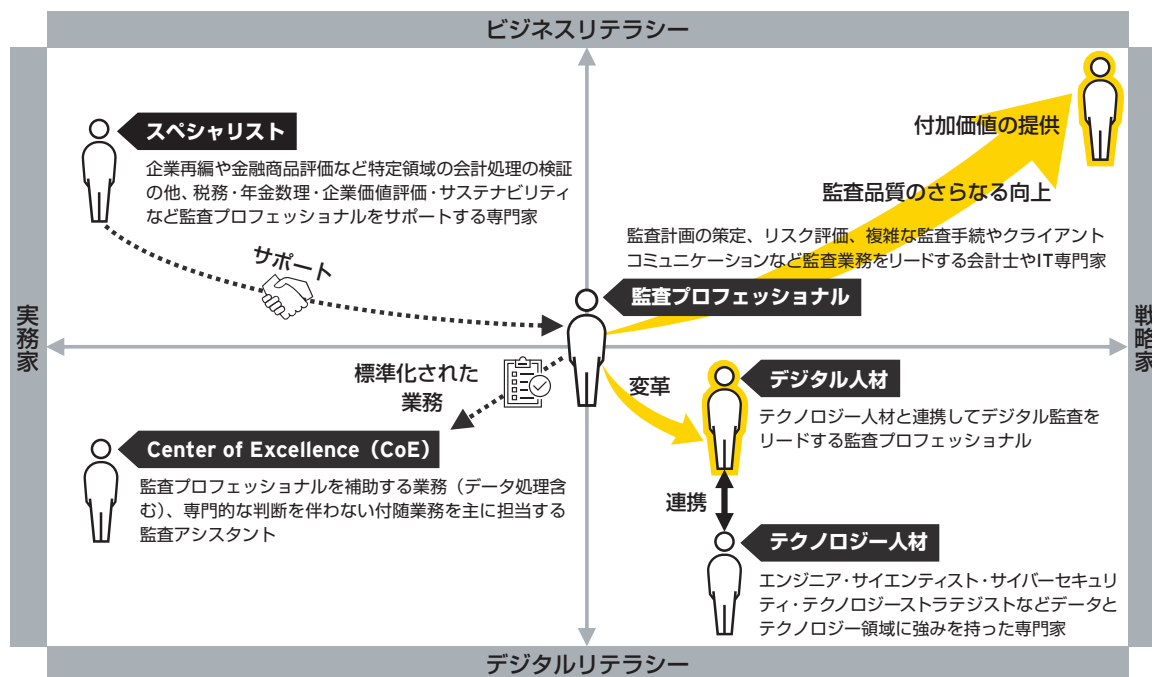 ビジネスリテラシー
実務家
戦略家
スペシャリスト
企業再編や金融商品評価など特定領域の会計処理の検証
の他、税務・年金数理・企業価値評価・サステナビリティ
など監査プロフェッショナルをサポートする専門家
サポート
付加価値の提供
監査品質のさらなる向上
監査計画の策定、リスク評価、複雑な監査手続やクライアント
コミュニケーションなど監査業務をリードする会計士やIT専門家
監査プロフェッショナル
標準化された
業務
Center of Excellence（CoE）
監査プロフェッショナルを補助する業務（データ処理含
む）、専門的な判断を伴わない付随業務を主に担当する
監査アシスタント
変革
デジタル人材
テクノロジー人材と連携してデジタル監査を
リードする監査プロフェッショナル
連携
テクノロジー人材
エンジニア・サイエンティスト・サイバーセキュリ
ティ・テクノロジーストラテジストなどデータと
テクノロジー領域に強みを持った専門家
デジタルリテラシー